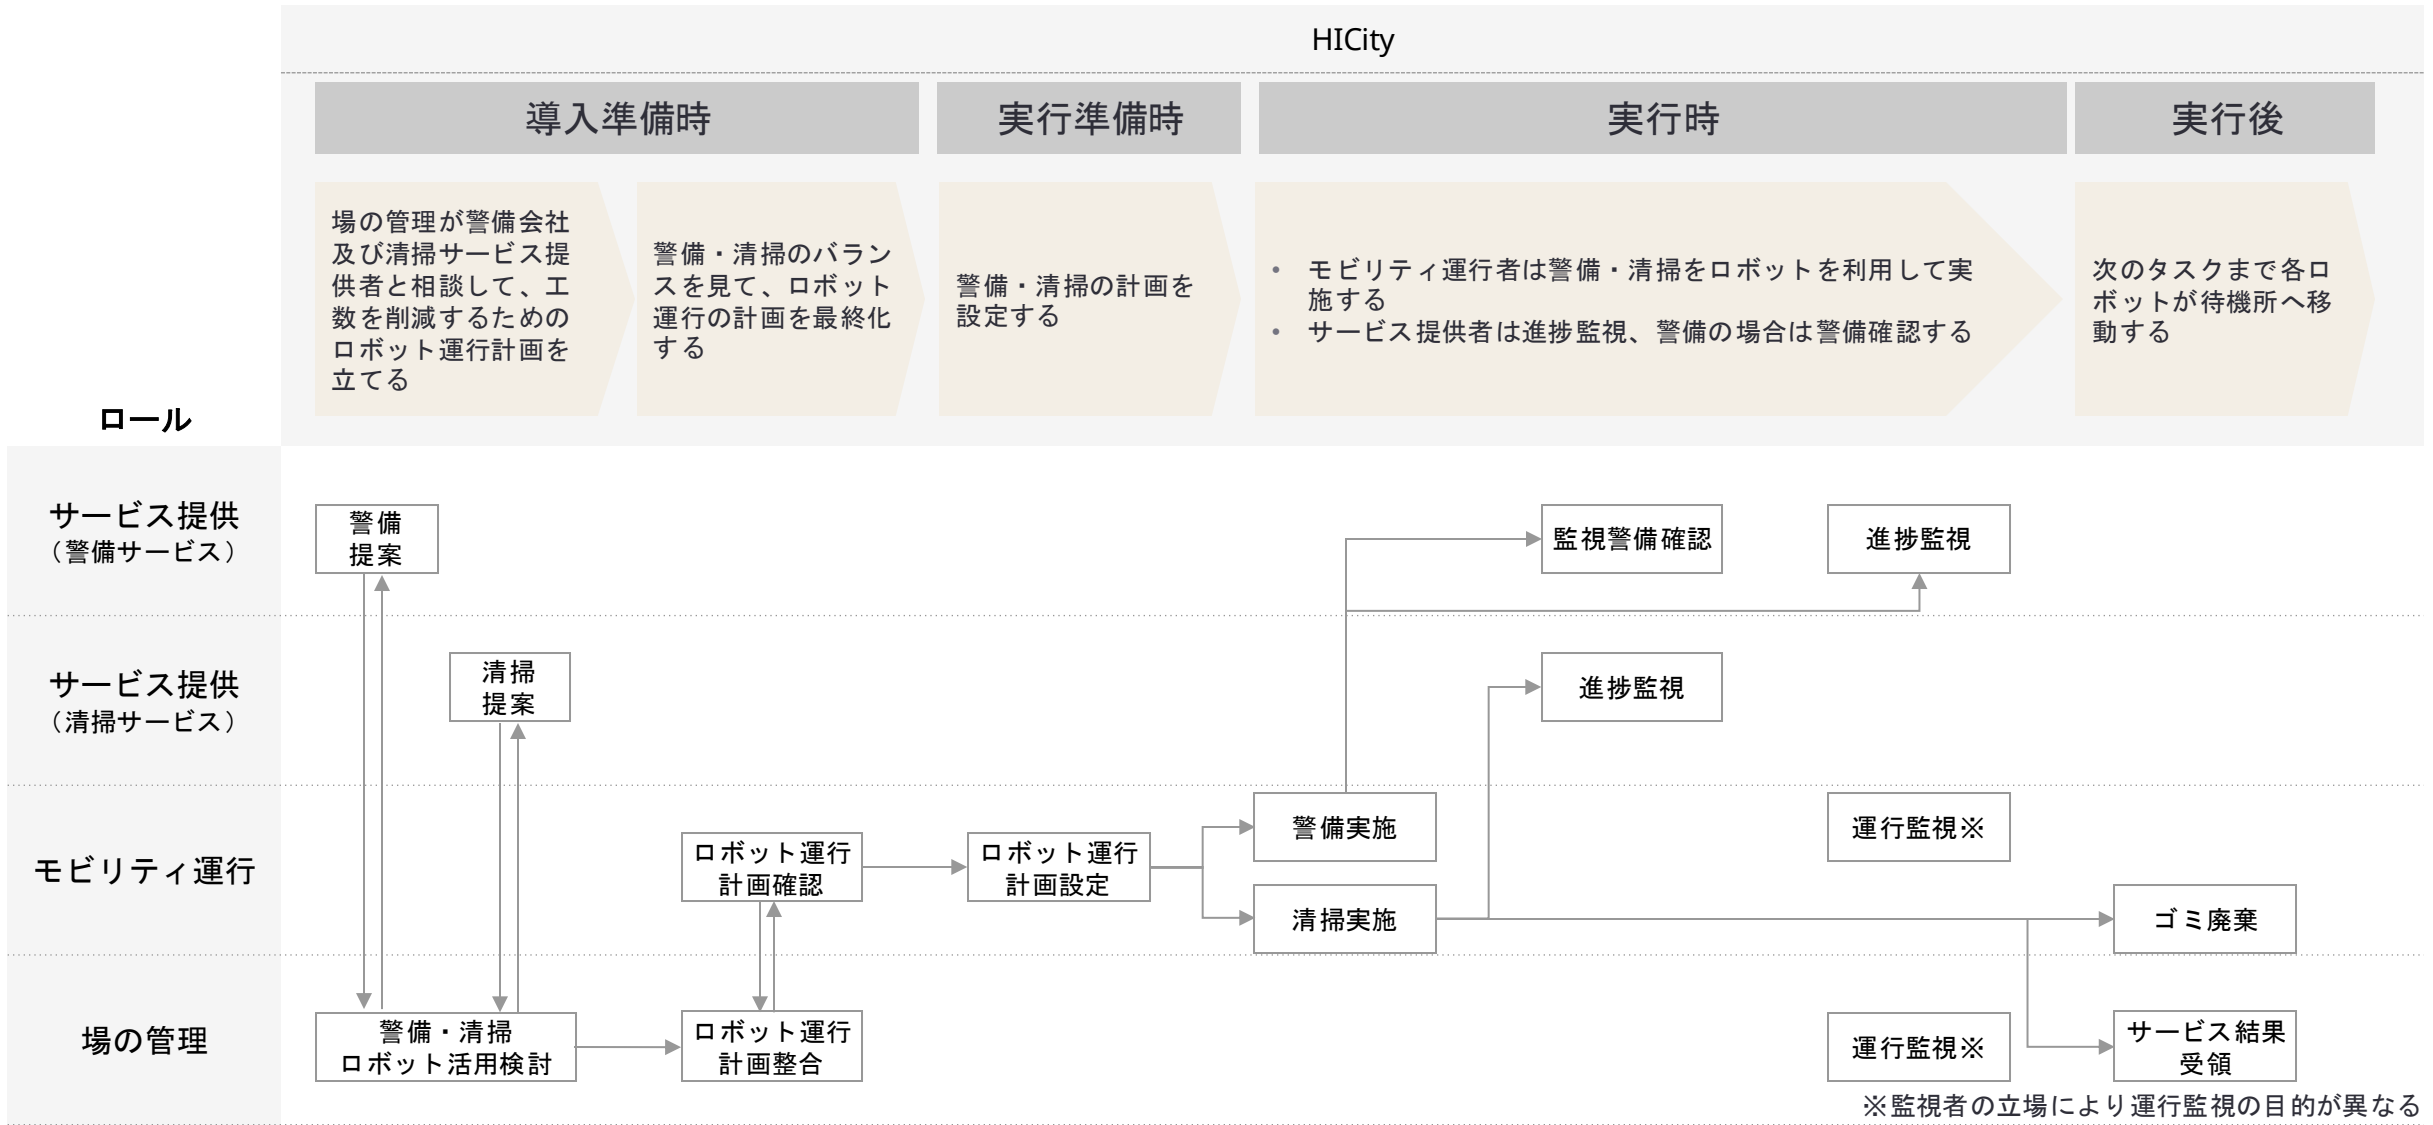 HICity
導入準備時
実行準備時
実行時
実行後
場の管理が警備会社
及び清掃サービス提
供者と相談して、工
数を削減するための
ロボット運行計画を
立てる
警備・清掃のバラン
スを見て、ロボット
運行の計画を最終化
する
警備・清掃の計画を
設定する
• モビリティ運行者は警備・清掃をロボットを利用して実
施する
• サービス提供者は進捗監視、警備の場合は警備確認する
次のタスクまで各ロ
ボットが待機所へ移
動する
ロール
サービス提供
（警備サービス）
警備
提案
監視警備確認
進捗監視
サービス提供
（清掃サービス）
清掃
提案
進捗監視
モビリティ運行
ロボット運行
計画確認
ロボット運行
計画設定
警備実施
清掃実施
運行監視※
ゴミ廃棄
場の管理
警備・清掃
ロボット活用検討
ロボット運行
計画整合
運行監視※
サービス結果
受領
※監視者の立場により運行監視の目的が異なる